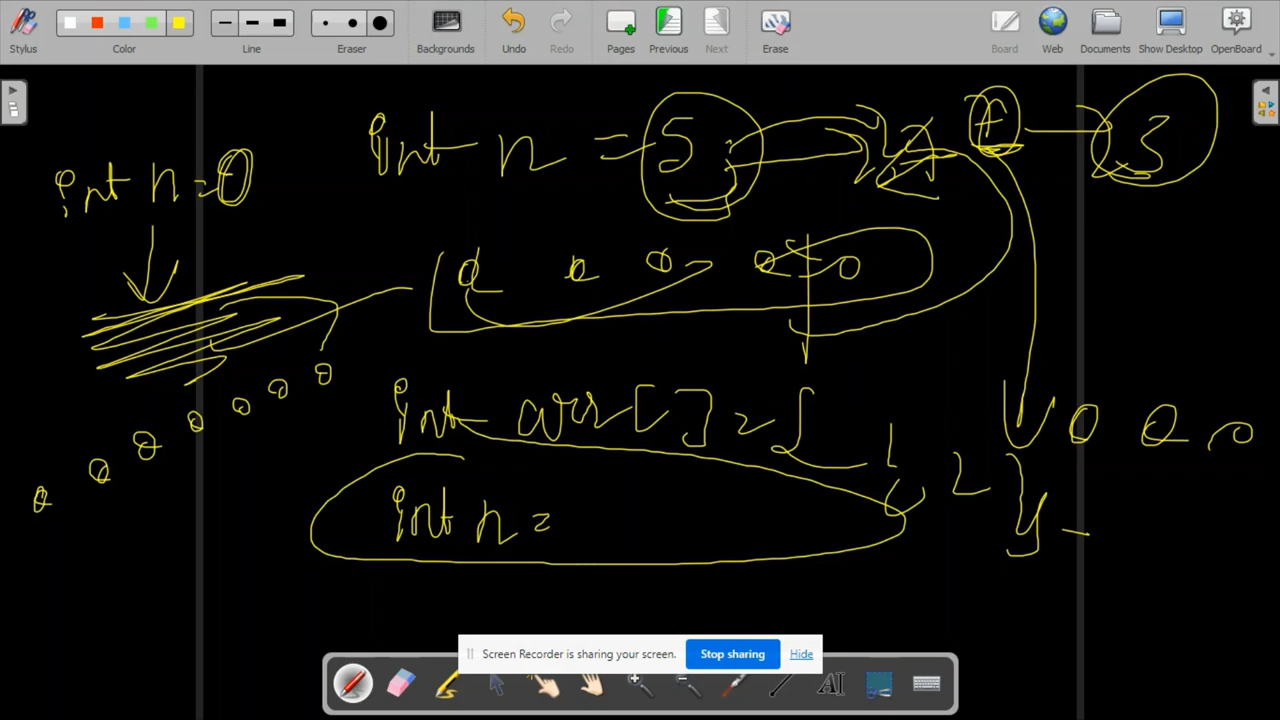 Stylus Color Line Eraser Backgrounds Undo Redo Pages Previous Next Erase Board Web Documents Show Desktop OpenBoard
int n = 5
3
int n = 0
int arr[] = {
1, 2 }
int n =
Screen Recorder is sharing your screen. Stop sharing Hide